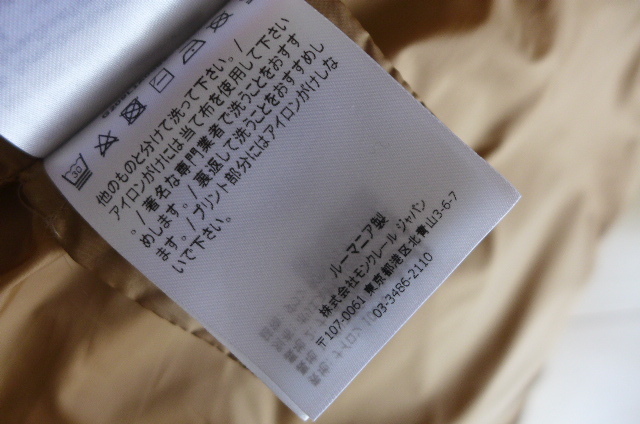 30
他のものと分けて洗って下さい。/
アイロンがけには当て布を使用して下さい
。/著名な専門業者で洗うことをおすす
めします。/裏返して洗うことをおすすめし
ます。/プリント部分にはアイロンがけしな
いで下さい。
ルーマニア製
株式会社モンクレール ジャパン
〒107-0061 東京都港区北青山3-6-7
03-3486-2110